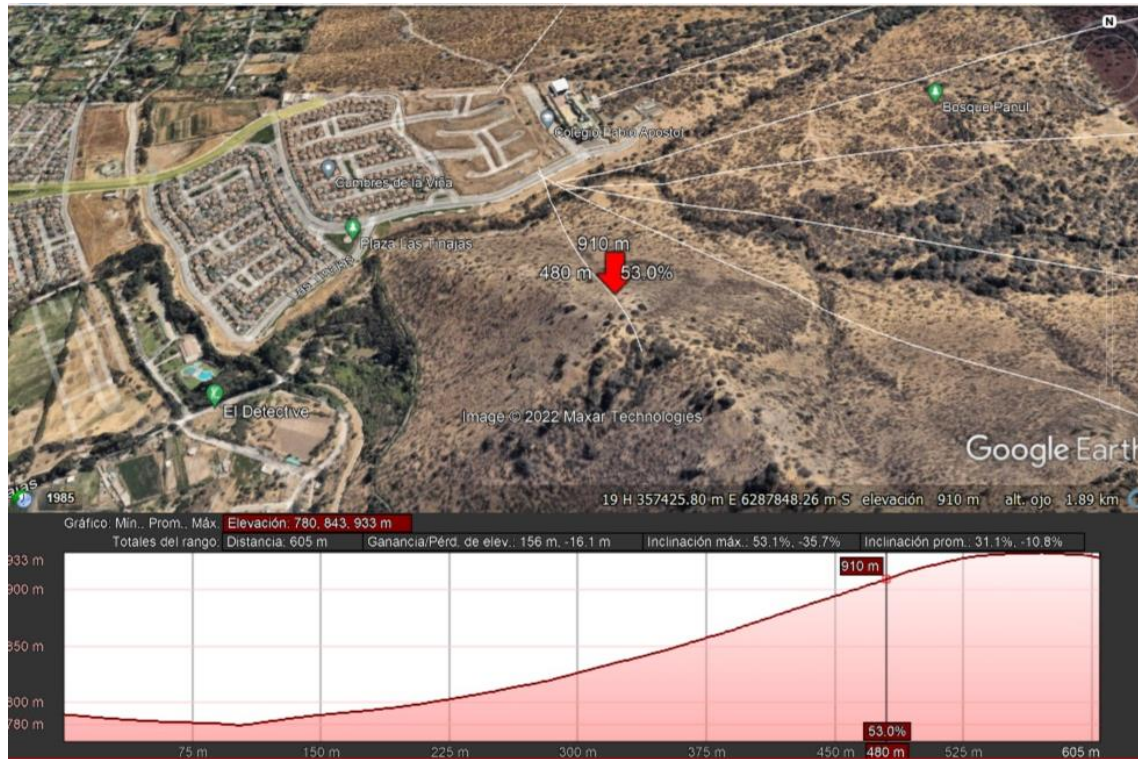 N
Bosque Panul
Colegio Pablo Apostol
Cumbres de la Viña
Plaza Las Tinajas
910 m
480 m 53.0%
El Detective
Image © 2022 Maxar Technologies
Google Earth
1985
19 H 357425.80 m E 6287848.26 m S elevación 910 m alt. ojo 1.89 km
Gráfico: Mín., Prom., Máx. Elevación: 780, 843, 933 m
Totales del rango: Distancia: 605 m Ganancia/Pérd. de elev.: 156 m, -16.1 m Inclinación máx.: 53.1%, -35.7% Inclinación prom.: 31.1%, -10.8%
933 m
910 m
900 m
850 m
800 m
780 m
53.0%
75 m 150 m 225 m 300 m 375 m 450 m 480 m 525 m 605 m